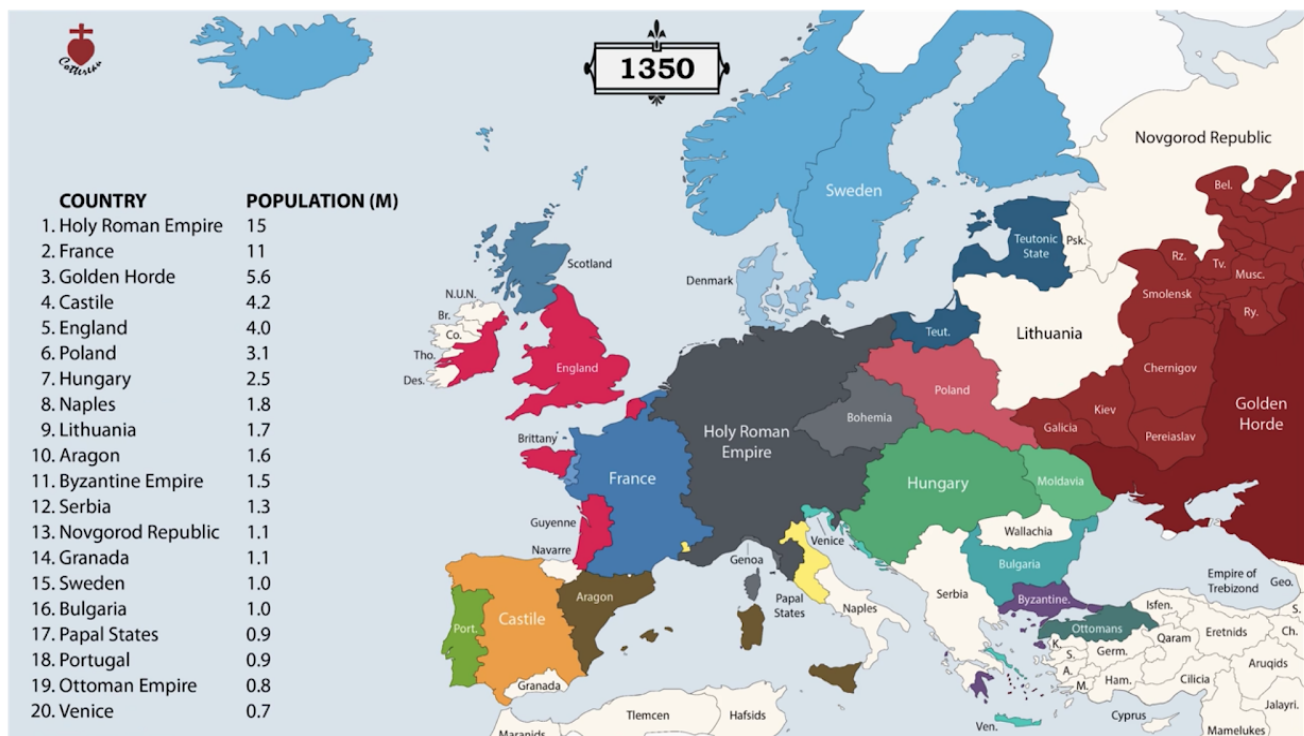 Cottereau
1350
COUNTRY POPULATION (M)
1. Holy Roman Empire 15
2. France 11
3. Golden Horde 5.6
4. Castile 4.2
5. England 4.0
6. Poland 3.1
7. Hungary 2.5
8. Naples 1.8
9. Lithuania 1.7
10. Aragon 1.6
11. Byzantine Empire 1.5
12. Serbia 1.3
13. Novgorod Republic 1.1
14. Granada 1.1
15. Sweden 1.0
16. Bulgaria 1.0
17. Papal States 0.9
18. Portugal 0.9
19. Ottoman Empire 0.8
20. Venice 0.7
Novgorod Republic
Bel.
Sweden
Teutonic
State
Psk.
Rz.
Tv.
Musc.
Scotland
Denmark
Smolensk
N.U.N.
Br.
Co.
Ry.
Teut.
Lithuania
Tho.
Des.
England
Poland
Chernigov
Bohemia
Kiev
Golden
Horde
Galicia
Pereiaslav
Holy Roman
Empire
Brittany
France
Hungary
Moldavia
Guyenne
Navarre
Venice
Wallachia
Genoa
Bulgaria
Aragon
Papal
States
Serbia
Byzantine.
Empire of
Trebizond
Geo.
Port.
Castile
Naples
Ottomans
Isfen.
S.
K.
S.
Germ.
Qaram
Eretnids
Ch.
A.
Aruqids
Granada
M.
Ham.
Cilicia
Tlemcen
Hafsids
Ven.
Cyprus
Jalayri.
Maranids
Mamelukes